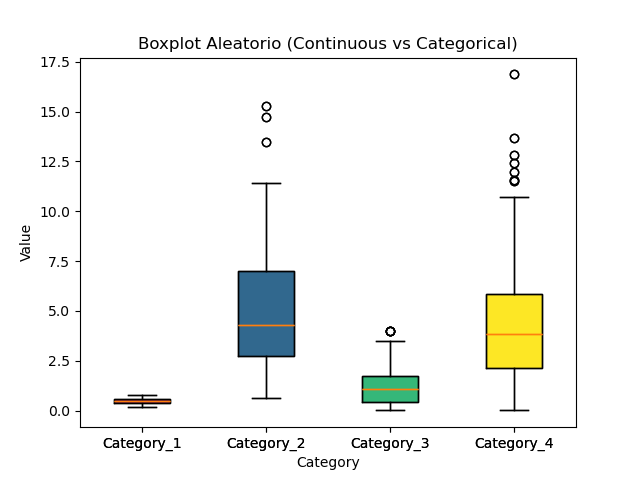 Boxplot Aleatorio (Continuous vs Categorical)
17.5
15.0
12.5
10.0
7.5
5.0
2.5
0.0
Value
Category_1 Category_2 Category_3 Category_4
Category